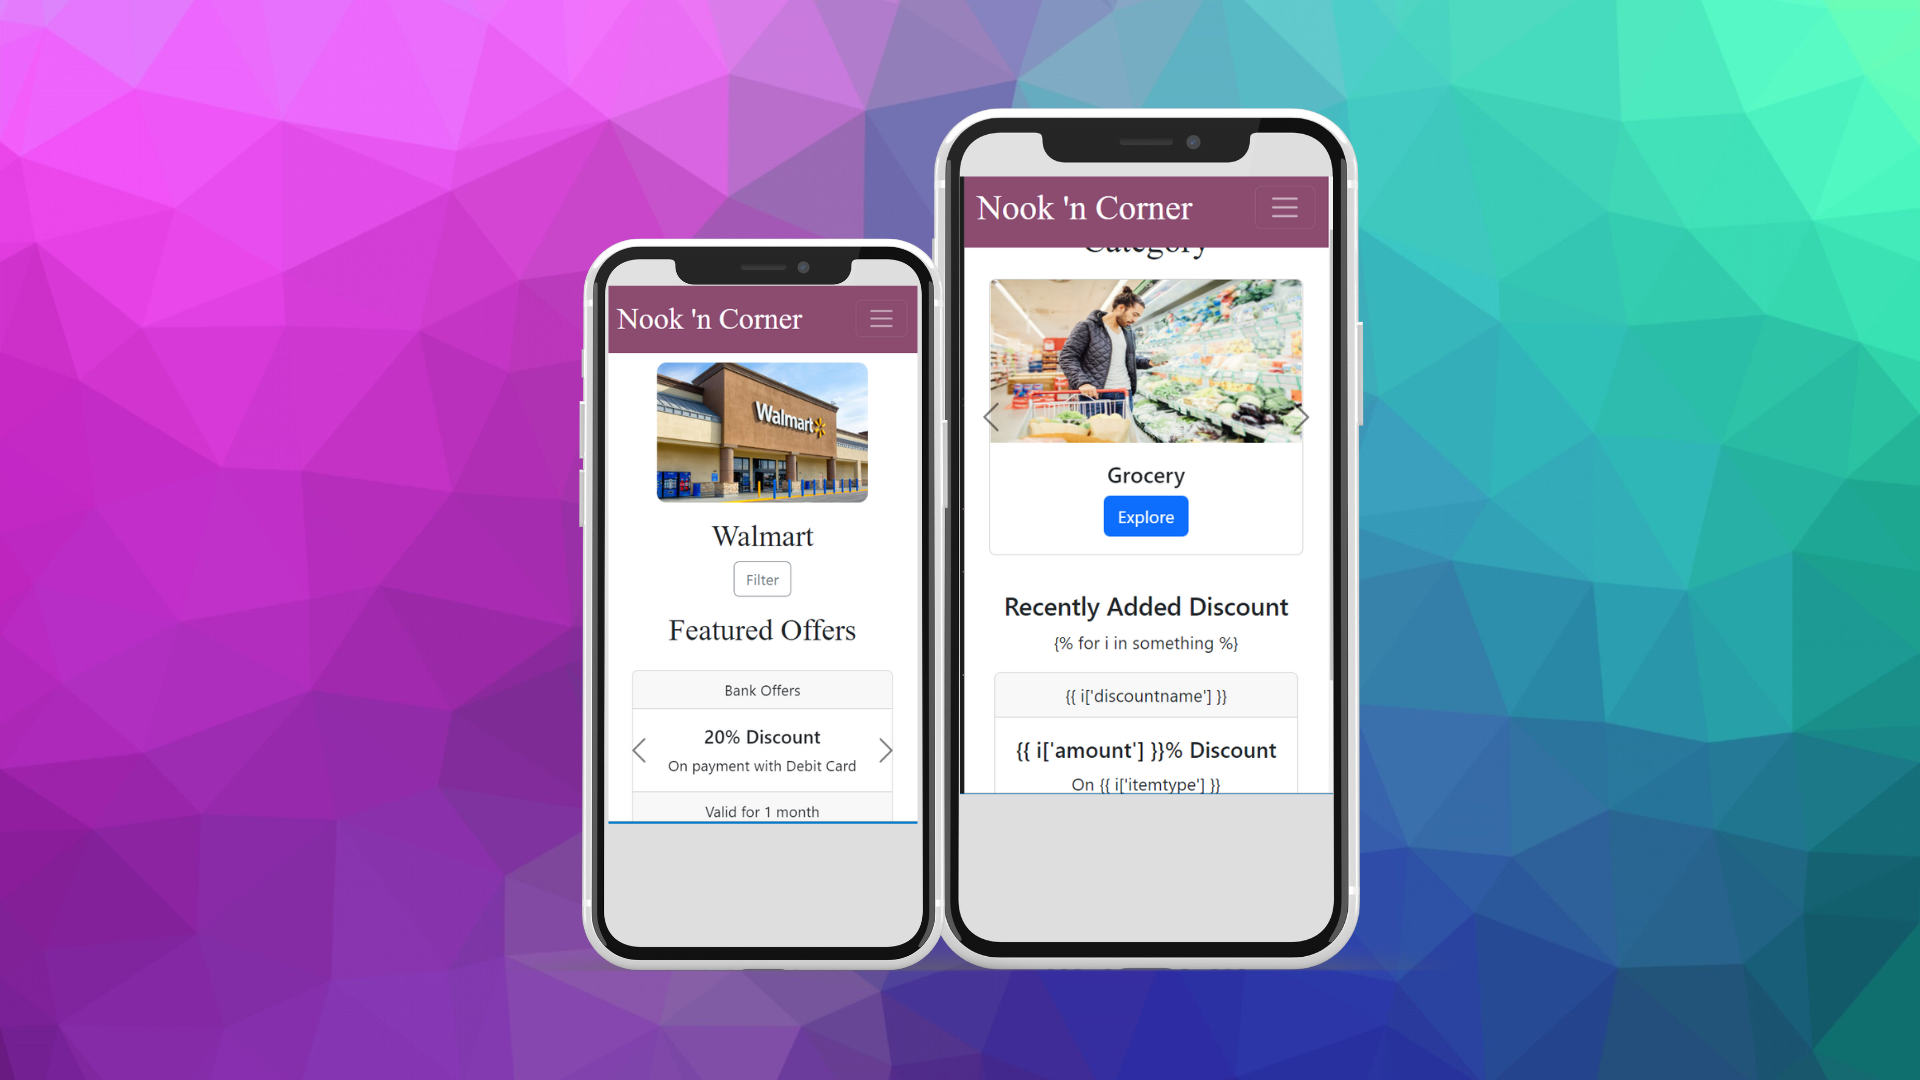 Nook 'n Corner
Walmart
Walmart
Filter
Featured Offers
Bank Offers
20% Discount
On payment with Debit Card
Valid for 1 month
Nook 'n Corner
Category
Grocery
Explore
Recently Added Discount
{% for i in something %}
{{ i['discountname'] }}
{{ i['amount'] }}% Discount
On {{ i['itemtype'] }}